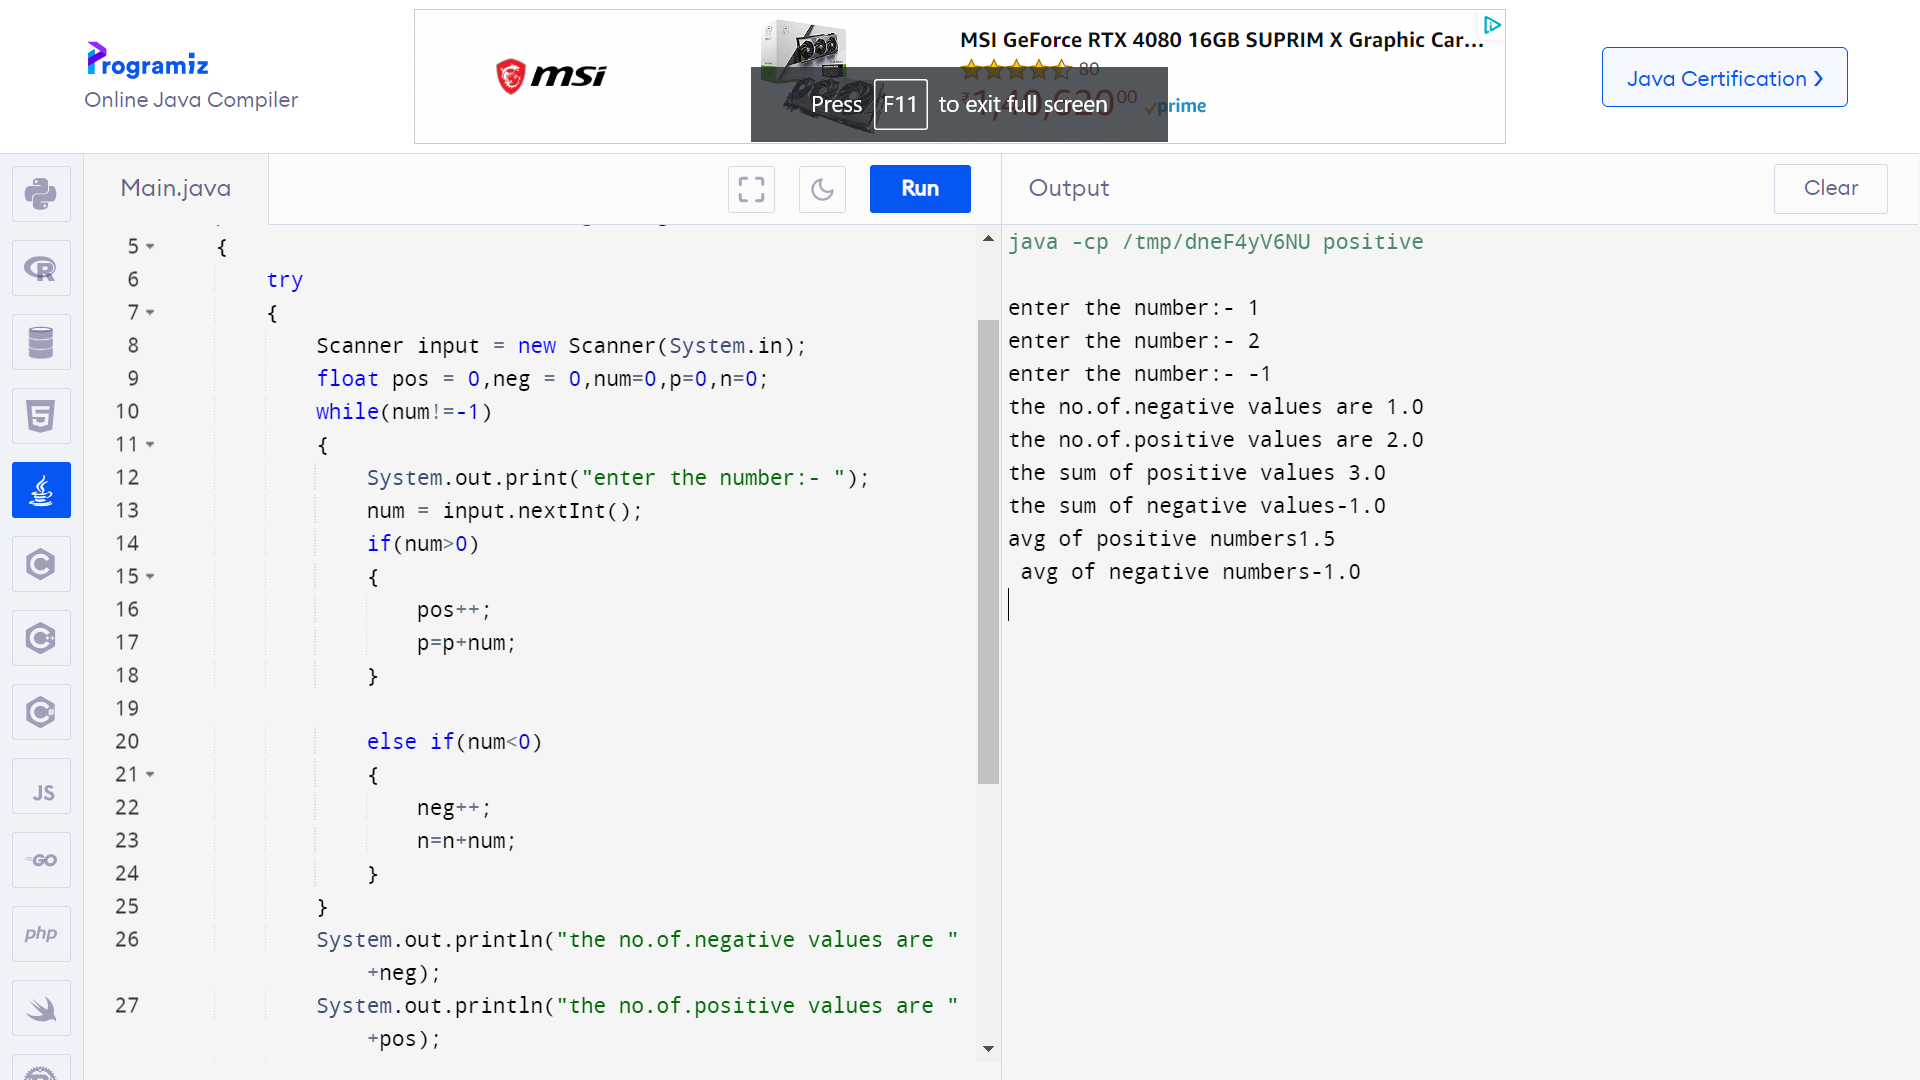 Programiz
Online Java Compiler
msi
MSI GeForce RTX 4080 16GB SUPRIM X Graphic Car...
80
Press F11 to exit full screen
prime
Java Certification ›
Main.java
Run
Output
Clear
5 {
6 try
7 {
8 Scanner input = new Scanner(System.in);
9 float pos = 0,neg = 0,num=0,p=0,n=0;
10 while(num!=-1)
11 {
12 System.out.print("enter the number:- ");
13 num = input.nextInt();
14 if(num>0)
15 {
16 pos++;
17 p=p+num;
18 }
19
20 else if(num<0)
21 {
22 neg++;
23 n=n+num;
24 }
25 }
26 System.out.println("the no.of.negative values are "
+neg);
27 System.out.println("the no.of.positive values are "
+pos);
java -cp /tmp/dneF4yV6NU positive
enter the number:- 1
enter the number:- 2
enter the number:- -1
the no.of.negative values are 1.0
the no.of.positive values are 2.0
the sum of positive values 3.0
the sum of negative values-1.0
avg of positive numbers1.5
avg of negative numbers-1.0
R
5
C
C
C
JS
GO
php